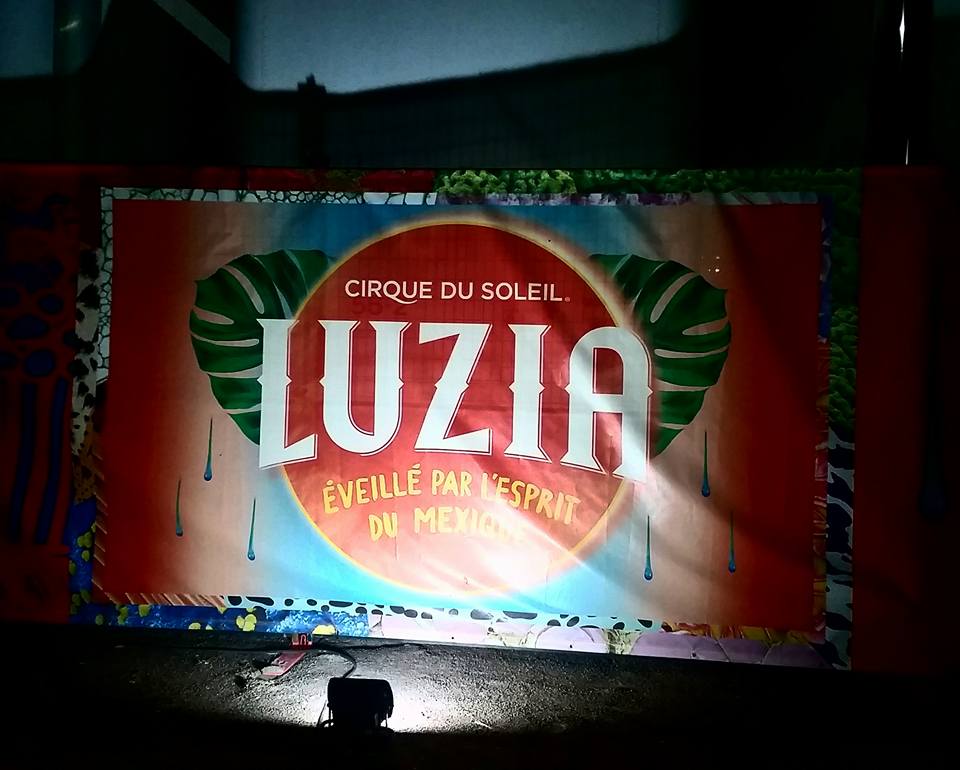 CIRQUE DU SOLEIL
LUZIA
ÉVEILLÉ PAR L'ESPRIT
DU MEXIQUE